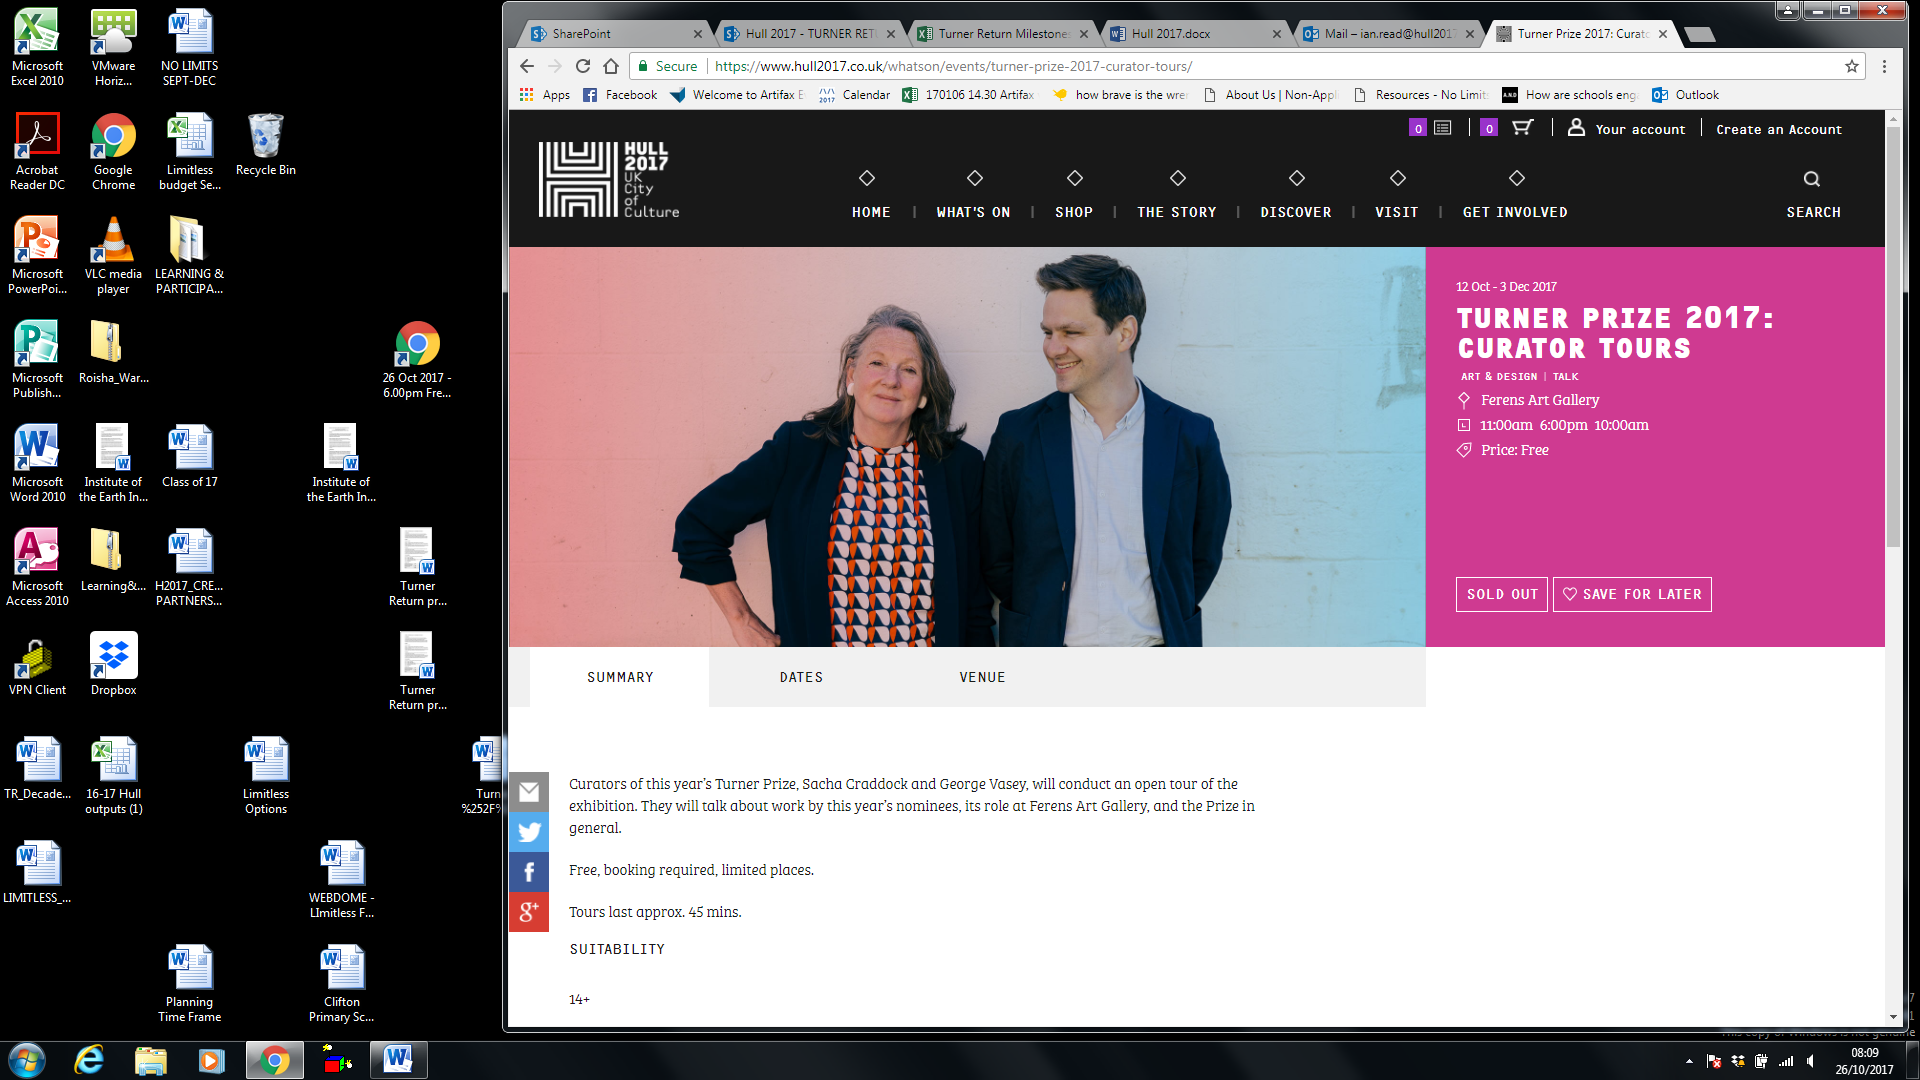 Microsoft
Excel 2010
VMware
Horiz...
NO LIMITS
SEPT-DEC
Acrobat
Reader DC
Google
Chrome
Limitless
budget Se...
Recycle Bin
Microsoft
PowerPoi...
VLC media
player
LEARNING &
PARTICIPA...
Microsoft
Publish...
Roisha_War...
26 Oct 2017 -
6.00pm Fre...
Microsoft
Word 2010
Institute of
the Earth In...
Class of 17
Institute of
the Earth In...
Microsoft
Access 2010
Learning&...
H2017_CRE...
PARTNERS...
Turner
Return pr...
VPN Client
Dropbox
Turner
Return pr...
TR_Decade...
16-17 Hull
outputs (1)
Limitless
Options
Turn
%252F%
LIMITLESS_...
WEBDOME -
LImitless F...
Planning
Time Frame
Clifton
Primary Sc...
SharePoint
Hull 2017 - TURNER RET
Turner Return Milestone
Hull 2017.docx
Mail – ian.read@hull2017
Turner Prize 2017: Curato
Secure
https://www.hull2017.co.uk/whatson/events/turner-prize-2017-curator-tours/
Apps
Facebook
Welcome to Artifax E
Calendar
170106 14.30 Artifax
how brave is the wre
About Us | Non-Appl
Resources - No Limits
How are schools eng
Outlook
0
0
Your account
Create an Account
HULL
2017
UK
City
of
Culture
HOME
WHAT'S ON
SHOP
THE STORY
DISCOVER
VISIT
GET INVOLVED
SEARCH
12 Oct - 3 Dec 2017
TURNER PRIZE 2017:
CURATOR TOURS
ART & DESIGN | TALK
Ferens Art Gallery
11:00am 6:00pm 10:00am
Price: Free
SOLD OUT
SAVE FOR LATER
SUMMARY
DATES
VENUE
Curators of this year's Turner Prize, Sacha Craddock and George Vasey, will conduct an open tour of the
exhibition. They will talk about work by this year's nominees, its role at Ferens Art Gallery, and the Prize in
general.
Free, booking required, limited places.
Tours last approx. 45 mins.
SUITABILITY
14+
08:09
26/10/2017